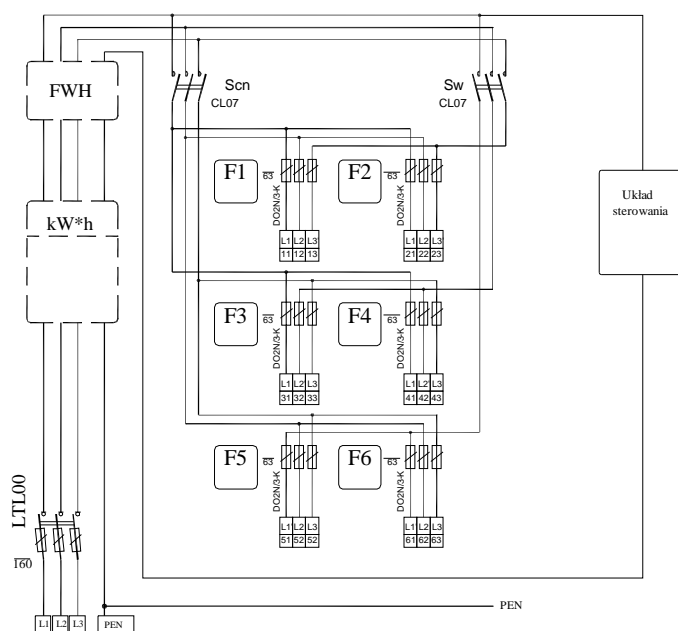 FWH
Scn
CL07
Sw
CL07
F1
63
DO2N/3-K
F2
63
DO2N/3-K
L1 L2 L3'
11 12 13
L1 L2 L3'
21 22 23
Układ
sterowania
kW*h
F3
63
DO2N/3-K
F4
63
DO2N/3-K
L1 L2' L3
31 32 33
L1 L2' L3
41 42 43
F5
63
DO2N/3-K
F6
63
DO2N/3-K
L1' L2 L3
51 52 52
L1' L2 L3
61 62 63
LTL00
160
PEN
L1 L2 L3 PEN